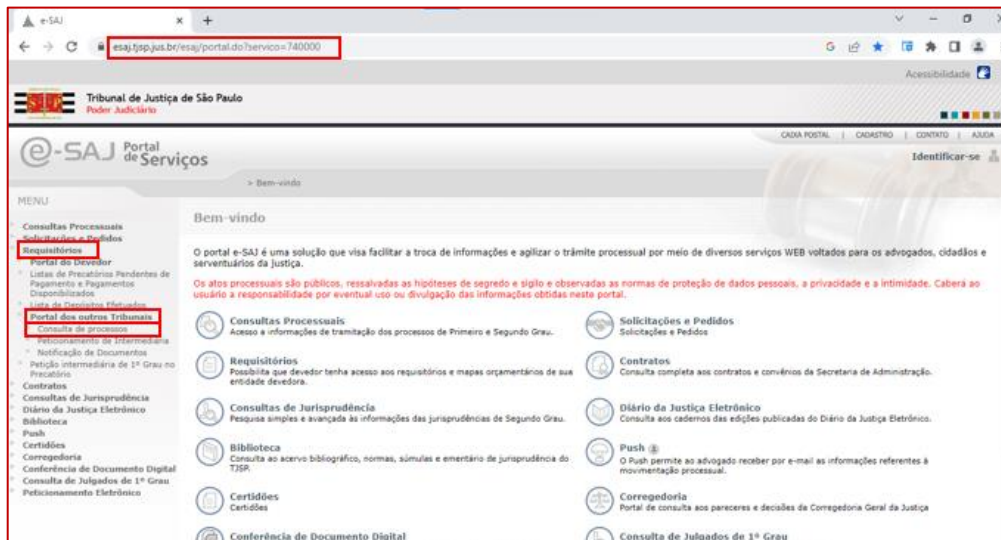 e-SAJ
esaj.tjsp.jus.br/esaj/portal.do?servico=740000
Acessibilidade
Tribunal de Justiça de São Paulo
Poder Judiciário
CAIXA POSTAL | CADASTRO | CONTATO | AJUDA
e-SAJ Portal de Serviços
Identificar-se
> Bem-vindo
MENU
Consultas Processuais
Solicitações e Pedidos
Requisitórios
Portal do Devedor
Listas de Precatórios Pendentes de
Pagamento e Pagamentos
Disponibilizados
Lista de Depósitos Efetuados
Portal dos outros Tribunais
Consulta de processos
Peticionamento de Intermediária
Notificação de Documentos
Petição intermediária de 1º Grau no
Precatório
Contratos
Consultas de Jurisprudência
Diário da Justiça Eletrônico
Biblioteca
Push
Certidões
Corregedoria
Conferência de Documento Digital
Consulta de Julgados de 1º Grau
Peticionamento Eletrônico
Bem-vindo
O portal e-SAJ é uma solução que visa facilitar a troca de informações e agilizar o trâmite processual por meio de diversos serviços WEB voltados para os advogados, cidadãos e
serventuários da justiça.
Os atos processuais são públicos, ressalvadas as hipóteses de segredo e sigilo e observadas as normas de proteção de dados pessoais, a privacidade e a intimidade. Caberá ao
usuário a responsabilidade por eventual uso ou divulgação das informações obtidas neste portal.
Consultas Processuais
Acesso a informações de tramitação dos processos de Primeiro e Segundo Grau.
Solicitações e Pedidos
Solicitações e Pedidos
Requisitórios
Possibilita que devedor tenha acesso aos requisitórios e mapas orçamentários de sua
entidade devedora.
Contratos
Consulta completa aos contratos e convênios da Secretaria de Administração.
Consultas de Jurisprudência
Pesquisa simples e avançada às informações das jurisprudências de Segundo Grau.
Diário da Justiça Eletrônico
Consulta aos cadernos das edições publicadas do Diário da Justiça Eletrônico.
Biblioteca
Consulta ao acervo bibliográfico, normas, súmulas e ementário de jurisprudência do
TJSP.
Push
O Push permite ao advogado receber por e-mail as informações referentes à
movimentação processual.
Certidões
Certidões
Corregedoria
Portal de consulta aos pareceres e decisões da Corregedoria Geral da Justiça
Conferência de Documento Digital
Consulta de Julgados de 1º Grau